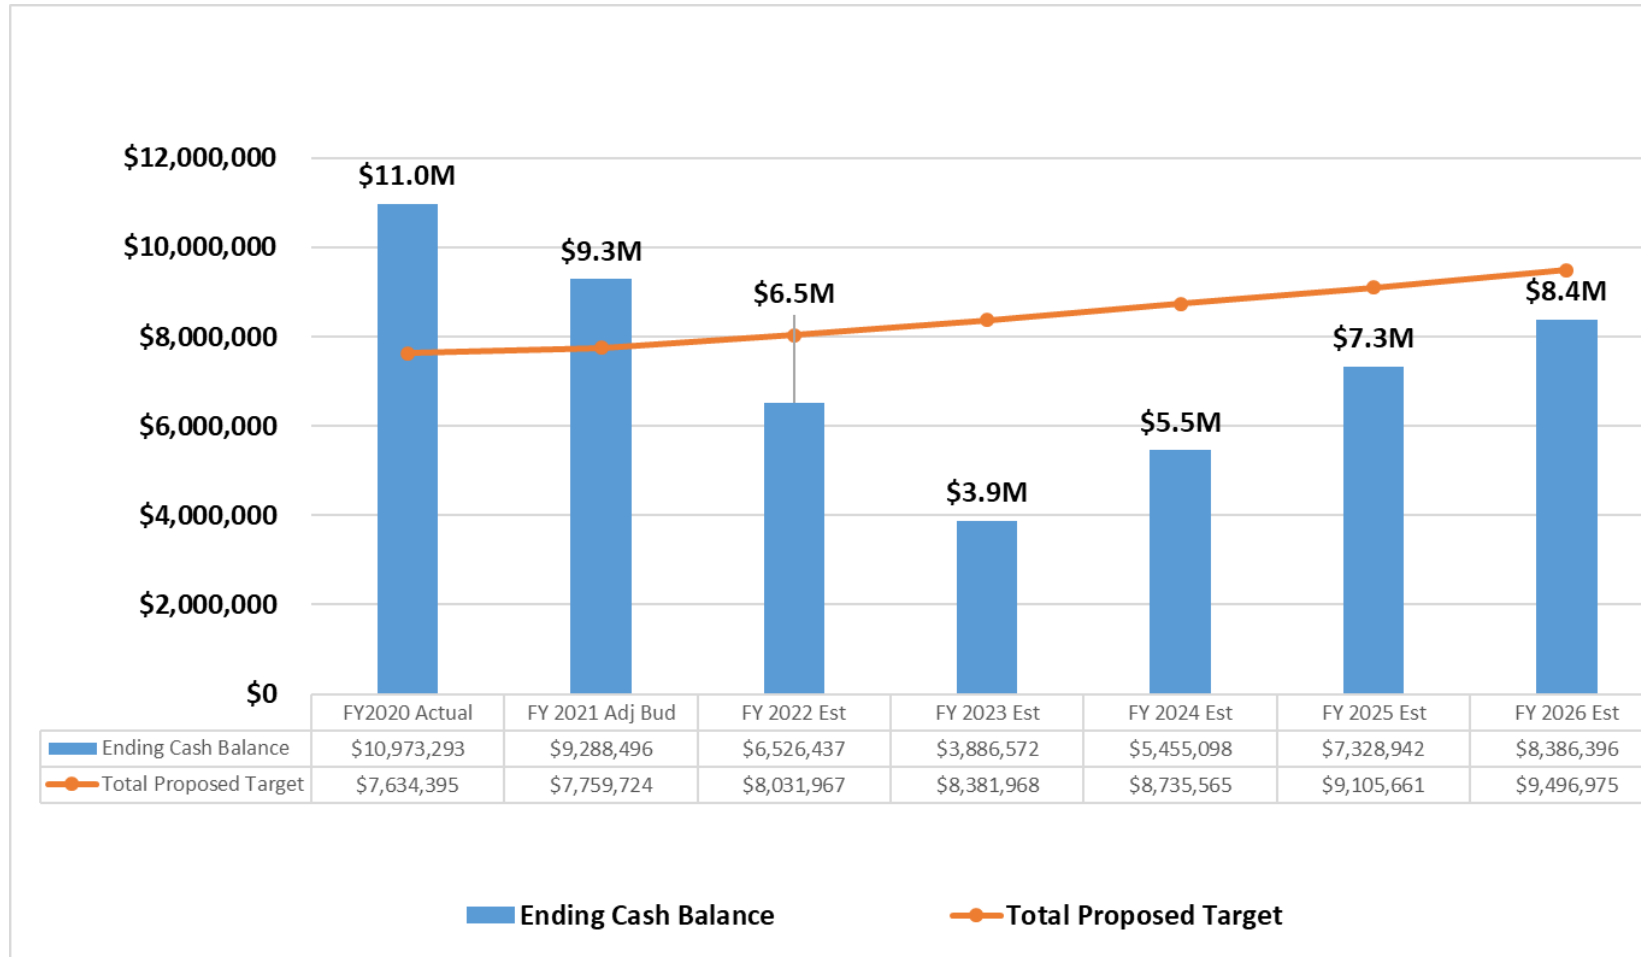 $12,000,000
$11.0M
$10,000,000
$9.3M
$6.5M
$8.4M
$8,000,000
$7.3M
$6,000,000
$5.5M
$3.9M
$4,000,000
$2,000,000
$0
FY2020 Actual FY 2021 Adj Bud FY 2022 Est FY 2023 Est FY 2024 Est FY 2025 Est FY 2026 Est
Ending Cash Balance $10,973,293 $9,288,496 $6,526,437 $3,886,572 $5,455,098 $7,328,942 $8,386,396
Total Proposed Target $7,634,395 $7,759,724 $8,031,967 $8,381,968 $8,735,565 $9,105,661 $9,496,975
Ending Cash Balance Total Proposed Target